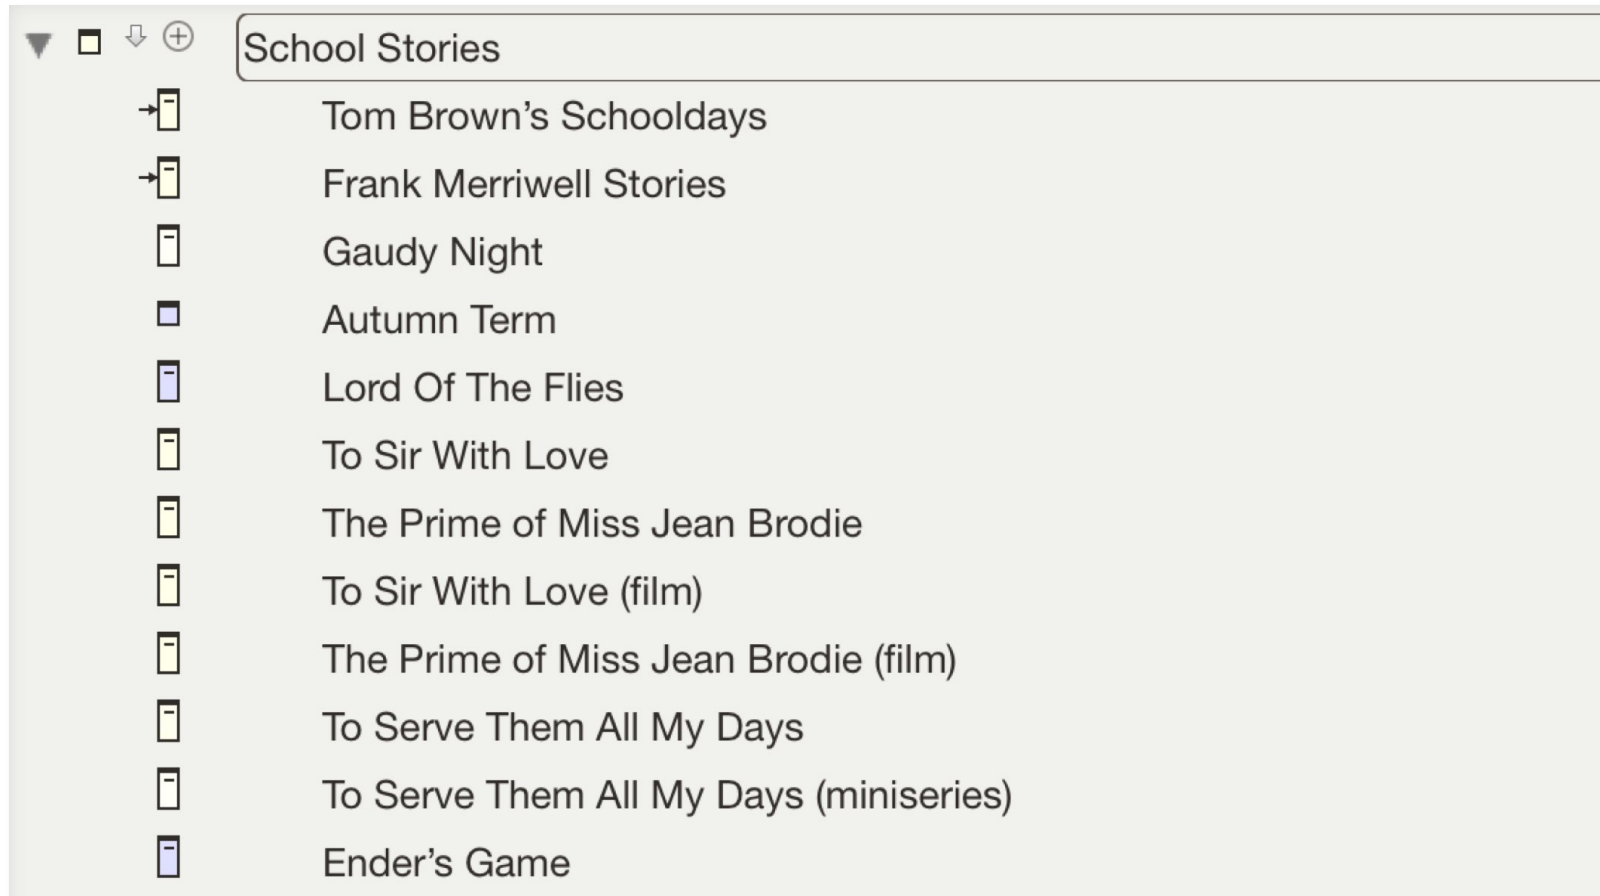 School Stories
Tom Brown’s Schooldays
Frank Merriwell Stories
Gaudy Night
Autumn Term
Lord Of The Flies
To Sir With Love
The Prime of Miss Jean Brodie
To Sir With Love (film)
The Prime of Miss Jean Brodie (film)
To Serve Them All My Days
To Serve Them All My Days (miniseries)
Ender’s Game